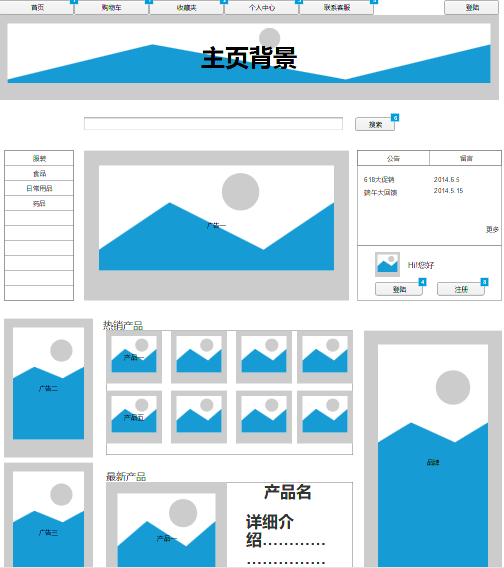 首页 购物车 收藏夹 个人中心 联系客服 登陆
主页背景
搜索 6
服装
食品
日常用品
药品
广告一
公告 留言
618大促销 2014.6.5
端午大回馈 2014.5.15
更多
Hi!您好
登陆 4 注册 8
广告二
热销产品
产品一
产品五
品牌
最新产品
广告三
产品一
产品名
详细介
绍…………
……………